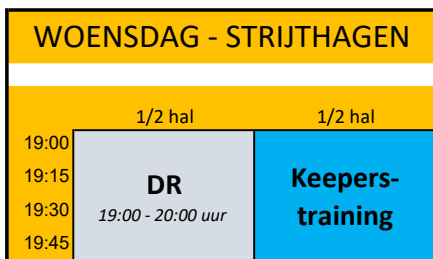 WOENSDAG - STRIJTHAGEN
1/2 hal 1/2 hal
19:00
19:15
19:30
19:45
DR
19:00 - 20:00 uur
Keepers-
training